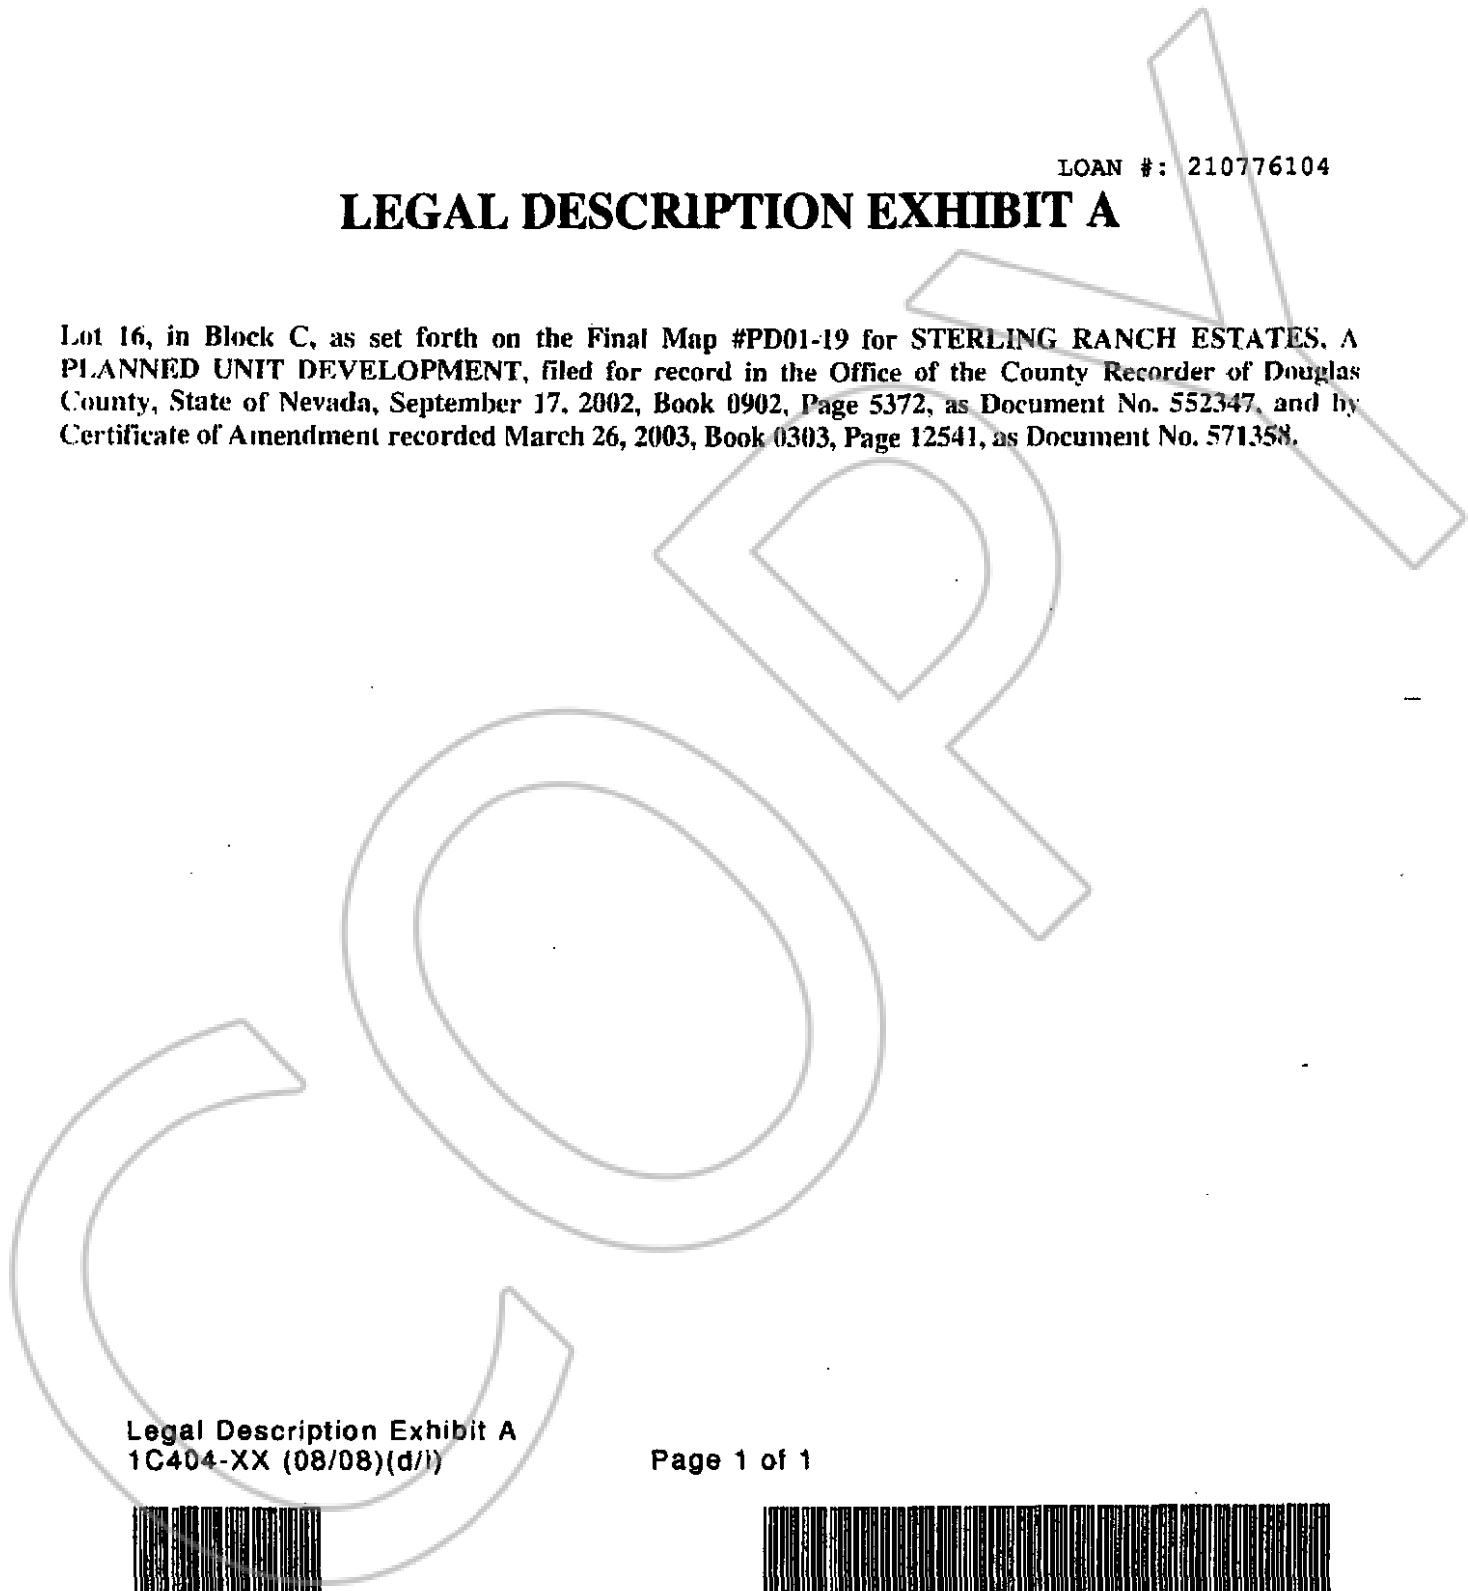 LOAN #: 210776104
LEGAL DESCRIPTION EXHIBIT A
Lot 16, in Block C, as set forth on the Final Map #PD01-19 for STERLING RANCH ESTATES, A
PLANNED UNIT DEVELOPMENT, filed for record in the Office of the County Recorder of Douglas
County, State of Nevada, September 17, 2002, Book 0902, Page 5372, as Document No. 552347, and by
Certificate of Amendment recorded March 26, 2003, Book 0303, Page 12541, as Document No. 571358.
COPY
Legal Description Exhibit A
1C404-XX (08/08)(d/i)
Page 1 of 1